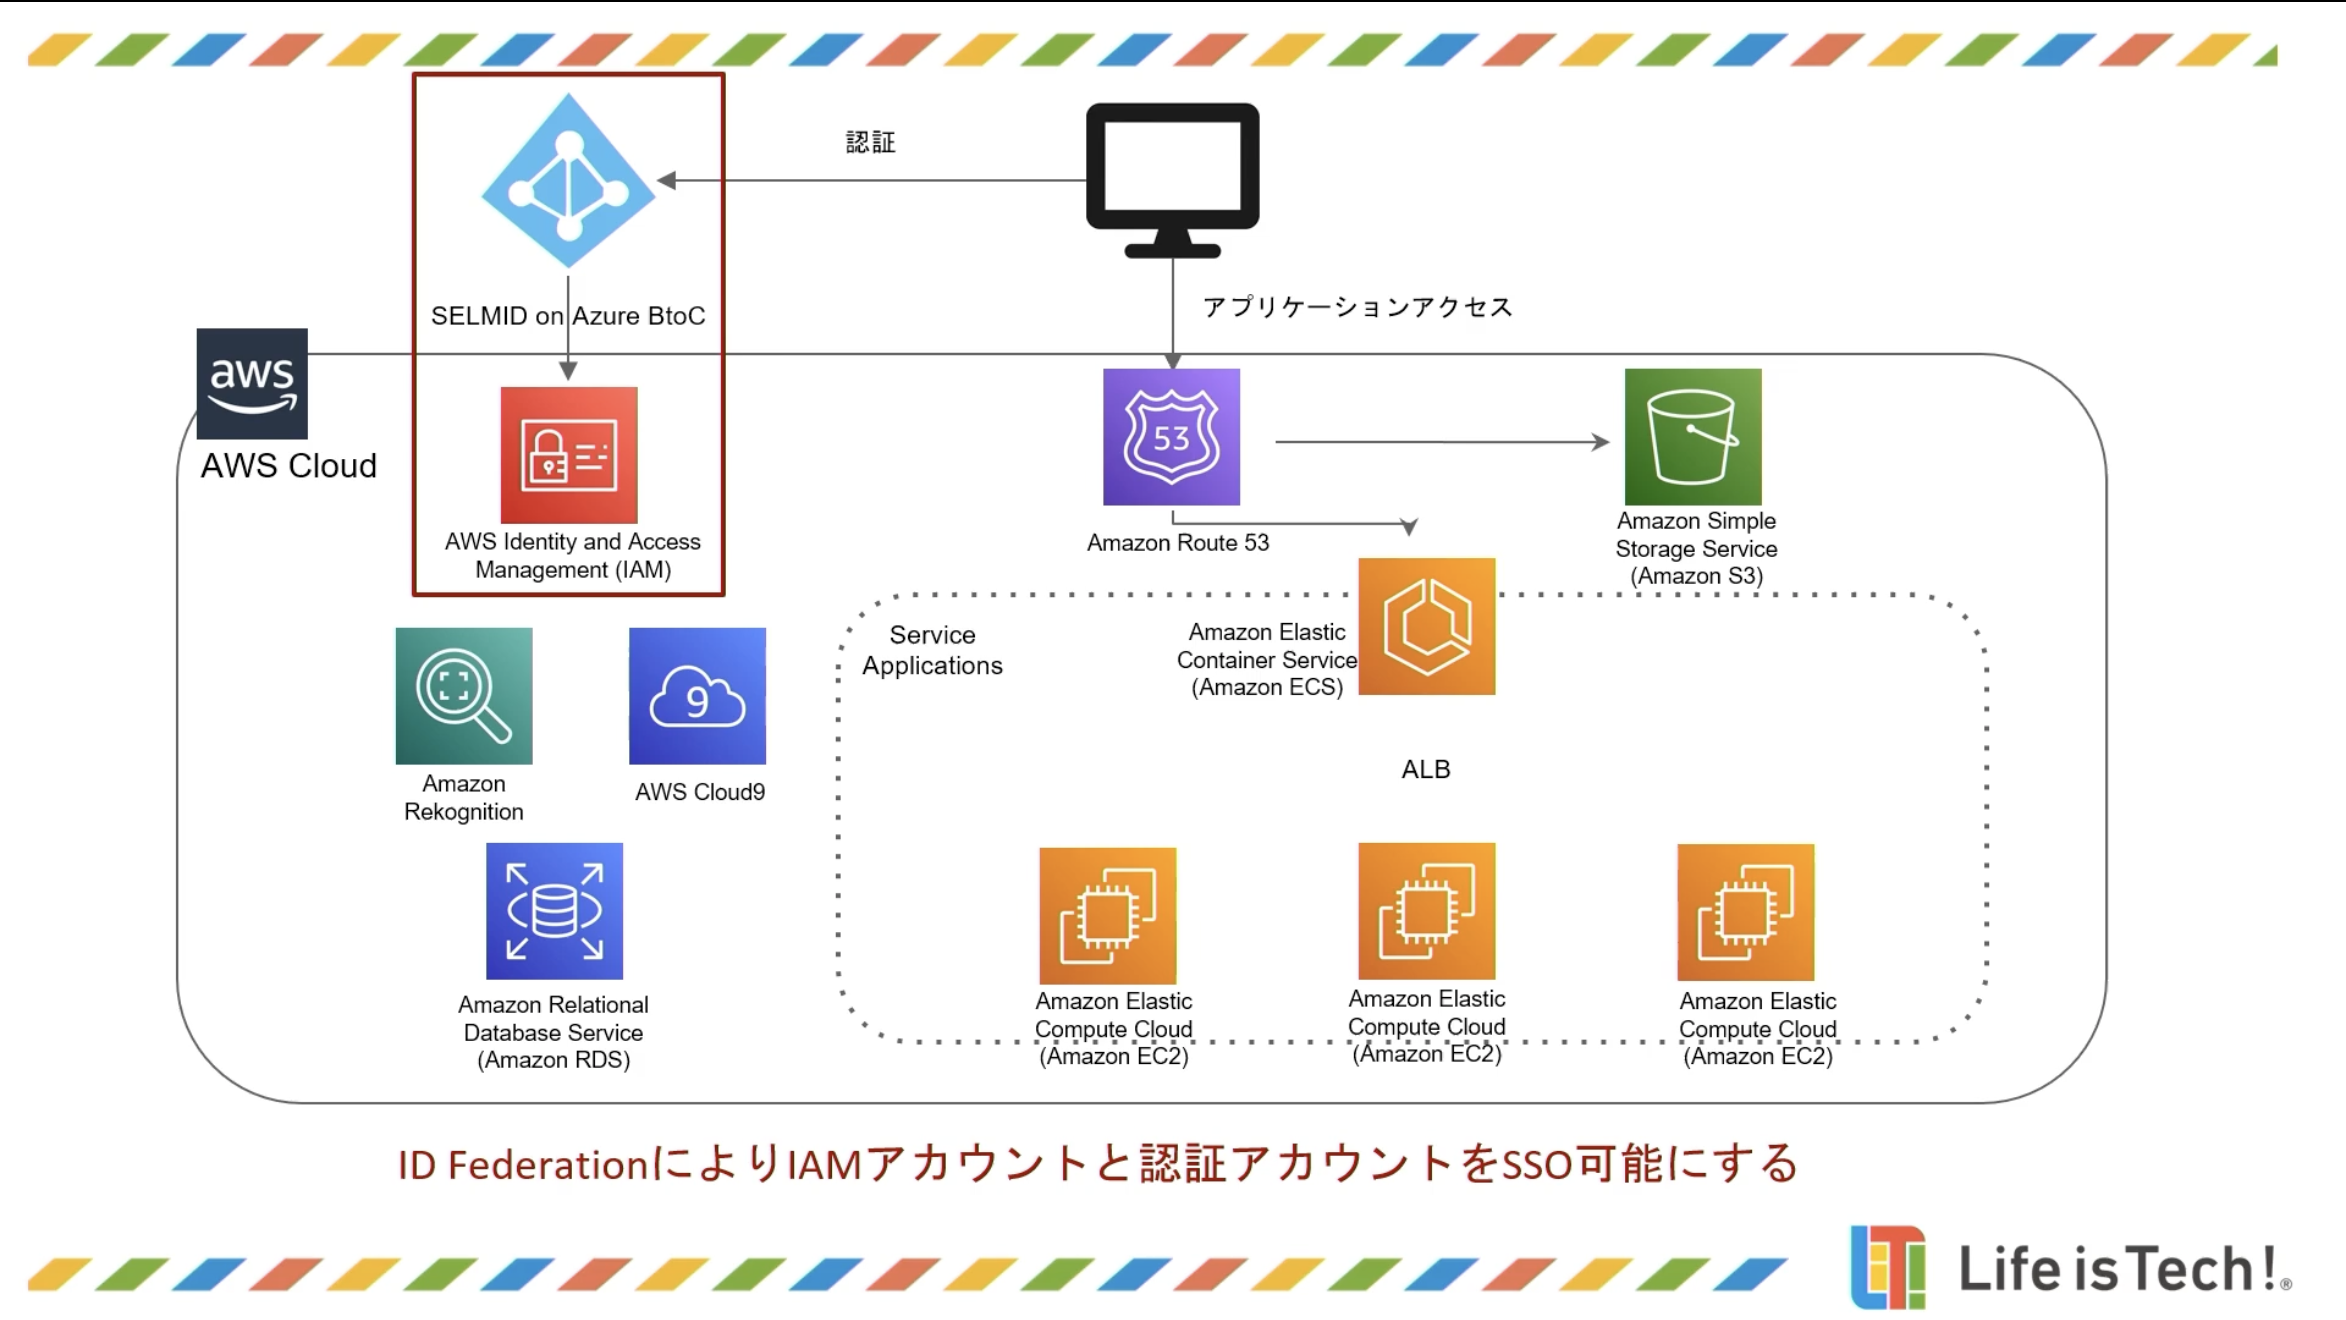 認証
アプリケーションアクセス
SELMID on Azure BtoC
aws
AWS Cloud
AWS Identity and Access
Management (IAM)
53
Amazon Route 53
Amazon Simple
Storage Service
(Amazon S3)
Service
Applications
Amazon Elastic
Container Service
(Amazon ECS)
9
Amazon
Rekognition
AWS Cloud9
ALB
Amazon Relational
Database Service
(Amazon RDS)
Amazon Elastic
Compute Cloud
(Amazon EC2)
Amazon Elastic
Compute Cloud
(Amazon EC2)
Amazon Elastic
Compute Cloud
(Amazon EC2)
ID FederationによりIAMアカウントと認証アカウントをSSO可能にする
LiT! Life is Tech!®